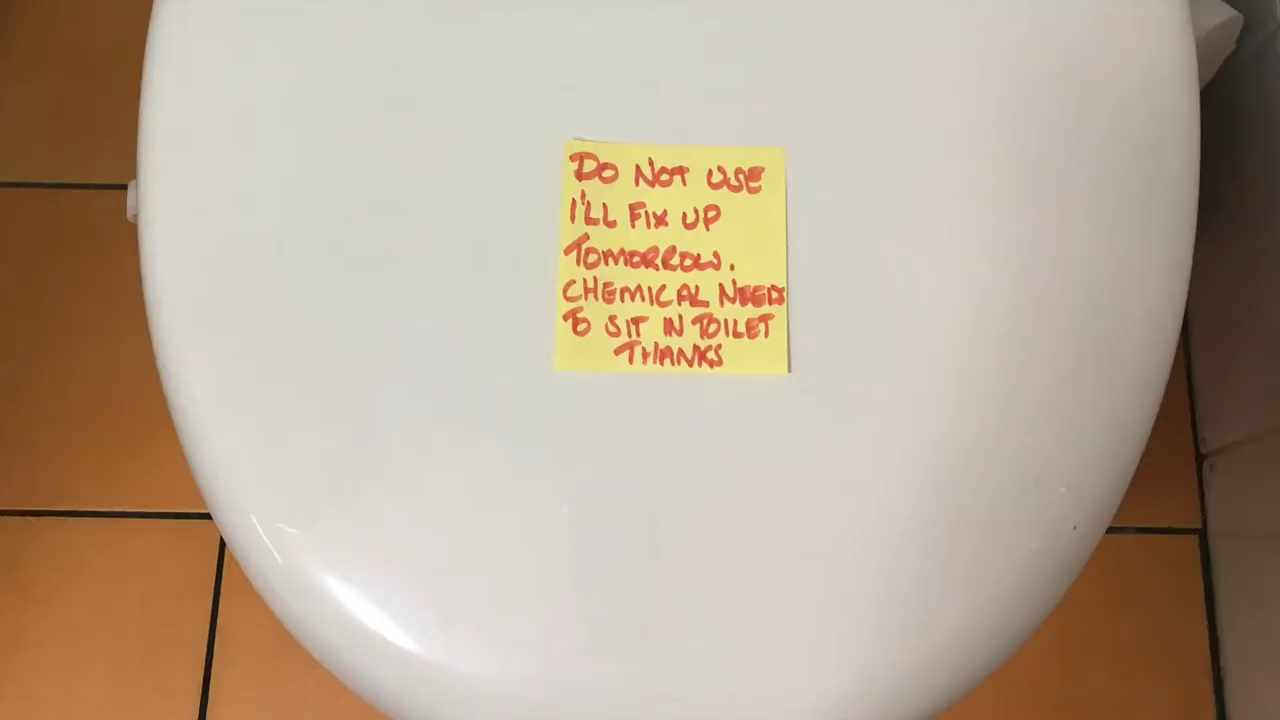 DO NOT USE
I'LL FIX UP
TOMORROW.
CHEMICAL NEEDS
TO SIT IN TOILET
THANKS